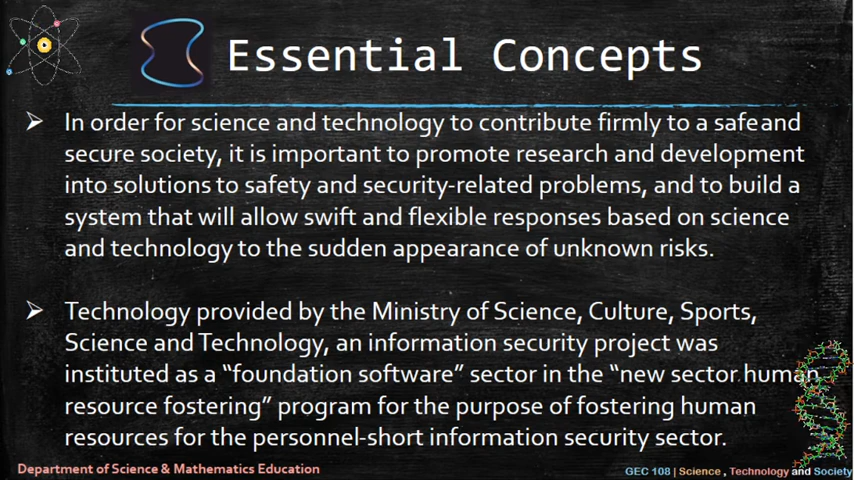 Essential Concepts
➢ In order for science and technology to contribute firmly to a safe and
secure society, it is important to promote research and development
into solutions to safety and security-related problems, and to build a
system that will allow swift and flexible responses based on science
and technology to the sudden appearance of unknown risks.
➢ Technology provided by the Ministry of Science, Culture, Sports,
Science and Technology, an information security project was
instituted as a “foundation software” sector in the “new sector human
resource fostering” program for the purpose of fostering human
resources for the personnel-short information security sector.
Department of Science & Mathematics Education
GEC 108 | Science , Technology and Society